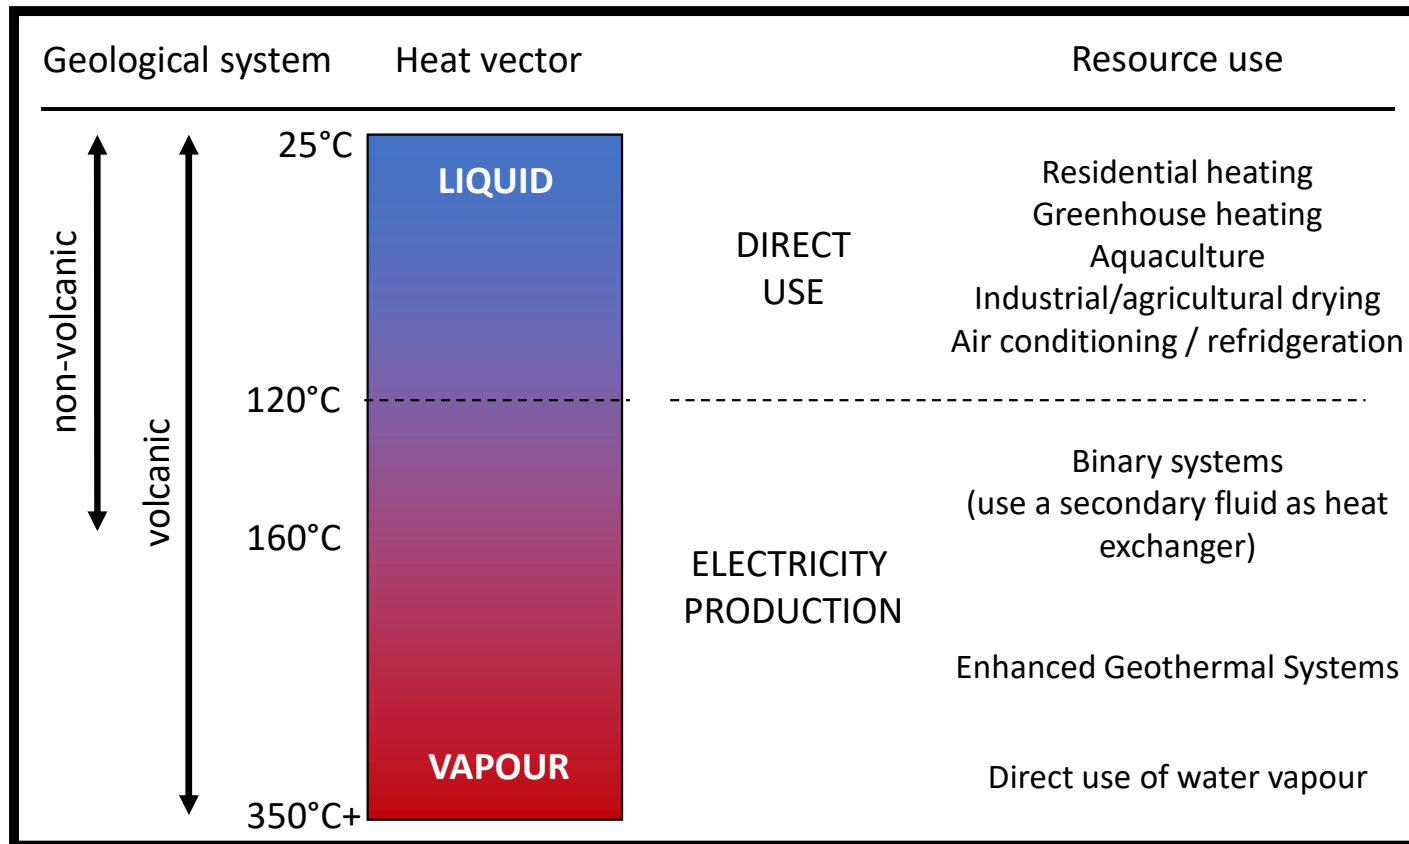 Geological system
Heat vector
Resource use
25°C
LIQUID
non-volcanic
volcanic
DIRECT
USE
Residential heating
Greenhouse heating
Aquaculture
Industrial/agricultural drying
Air conditioning / refridgeration
120°C
160°C
ELECTRICITY
PRODUCTION
Binary systems
(use a secondary fluid as heat
exchanger)
Enhanced Geothermal Systems
VAPOUR
Direct use of water vapour
350°C+